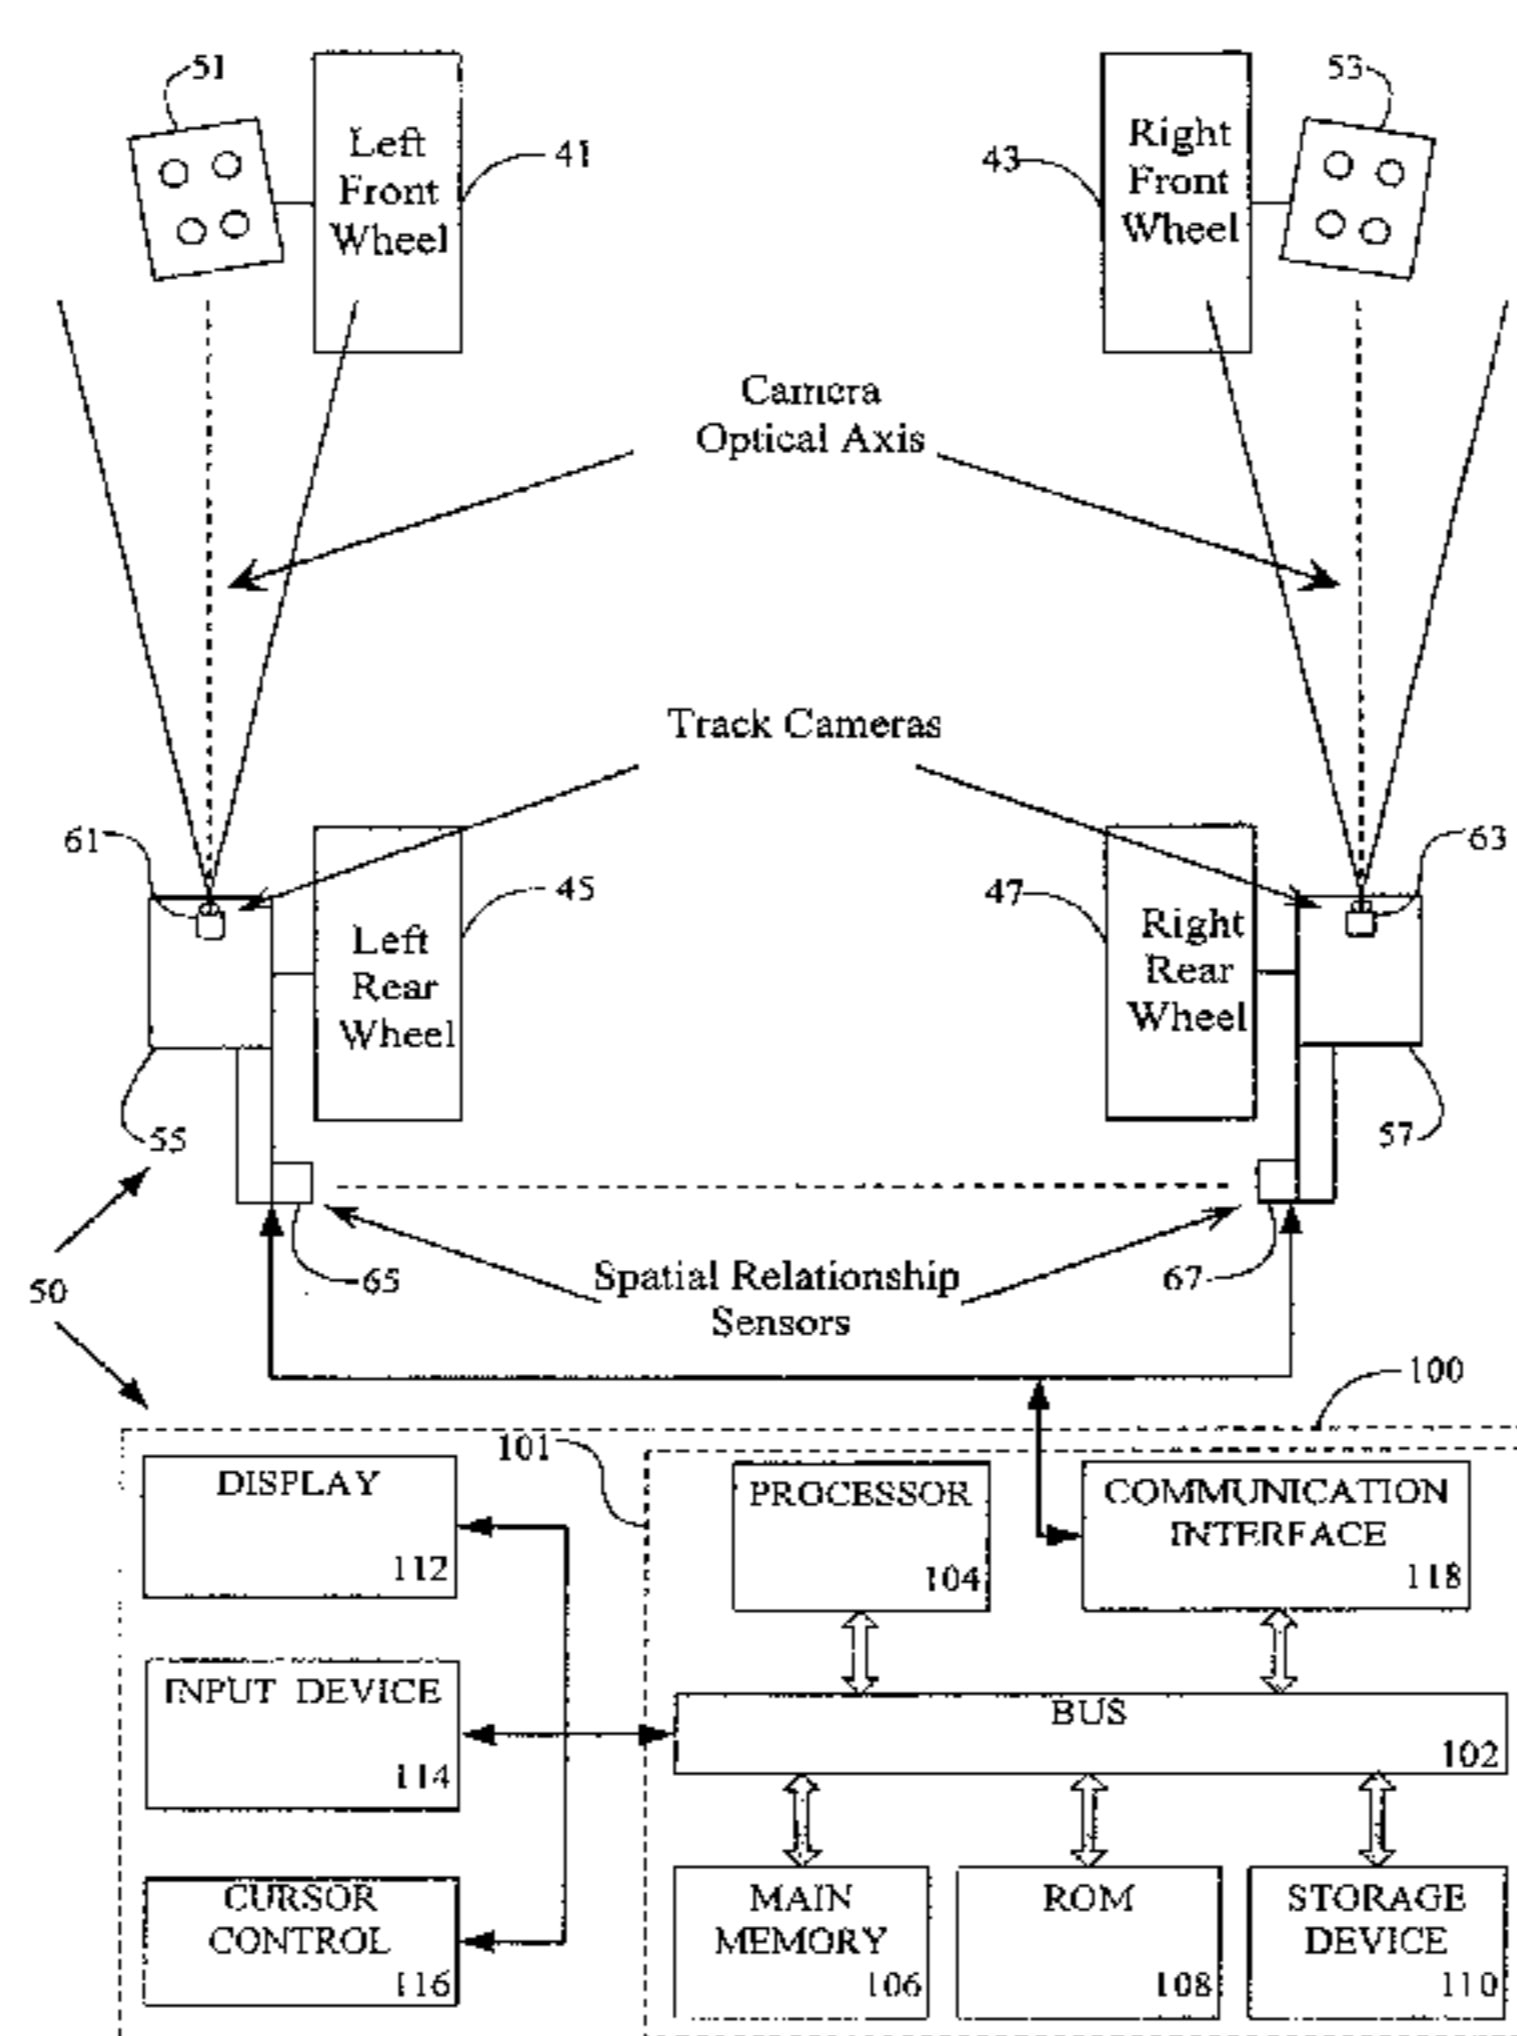 51
53
Left
Front
Wheel
41
43
Right
Front
Wheel
Camera
Optical Axis
Track Cameras
61
63
45
47
Left
Rear
Wheel
Right
Rear
Wheel
55
57
50
65
Spatial Relationship
Sensors
67
100
101
DISPLAY
112
PROCESSOR
104
COMMUNICATION
INTERFACE
118
INPUT DEVICE
114
BUS
102
CURSOR
CONTROL
116
MAIN
MEMORY
106
ROM
108
STORAGE
DEVICE
110